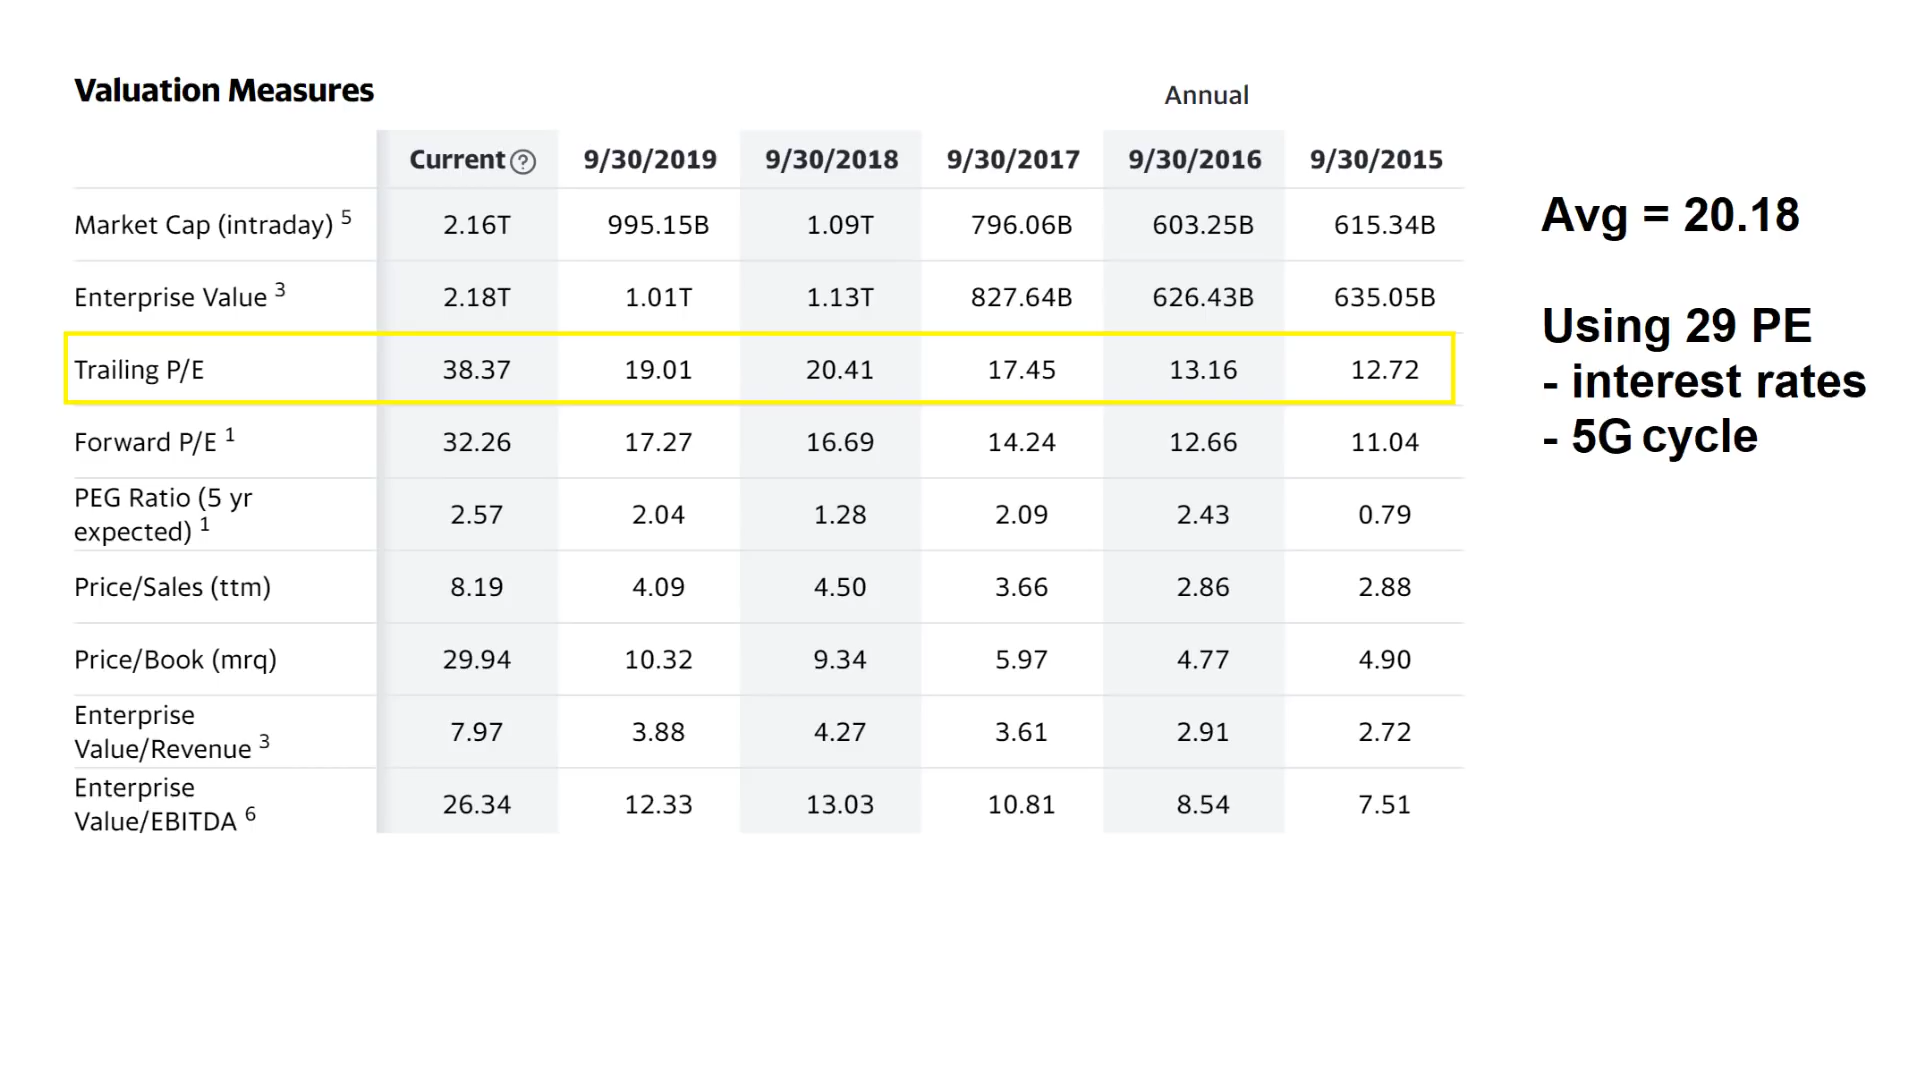 Valuation Measures
Annual
Current ? 9/30/2019 9/30/2018 9/30/2017 9/30/2016 9/30/2015
Market Cap (intraday) 5 2.16T 995.15B 1.09T 796.06B 603.25B 615.34B
Enterprise Value 3 2.18T 1.01T 1.13T 827.64B 626.43B 635.05B
Trailing P/E 38.37 19.01 20.41 17.45 13.16 12.72
Forward P/E 1 32.26 17.27 16.69 14.24 12.66 11.04
PEG Ratio (5 yr
expected) 1 2.57 2.04 1.28 2.09 2.43 0.79
Price/Sales (ttm) 8.19 4.09 4.50 3.66 2.86 2.88
Price/Book (mrq) 29.94 10.32 9.34 5.97 4.77 4.90
Enterprise
Value/Revenue 3 7.97 3.88 4.27 3.61 2.91 2.72
Enterprise
Value/EBITDA 6 26.34 12.33 13.03 10.81 8.54 7.51
Avg = 20.18
Using 29 PE
- interest rates
- 5G cycle